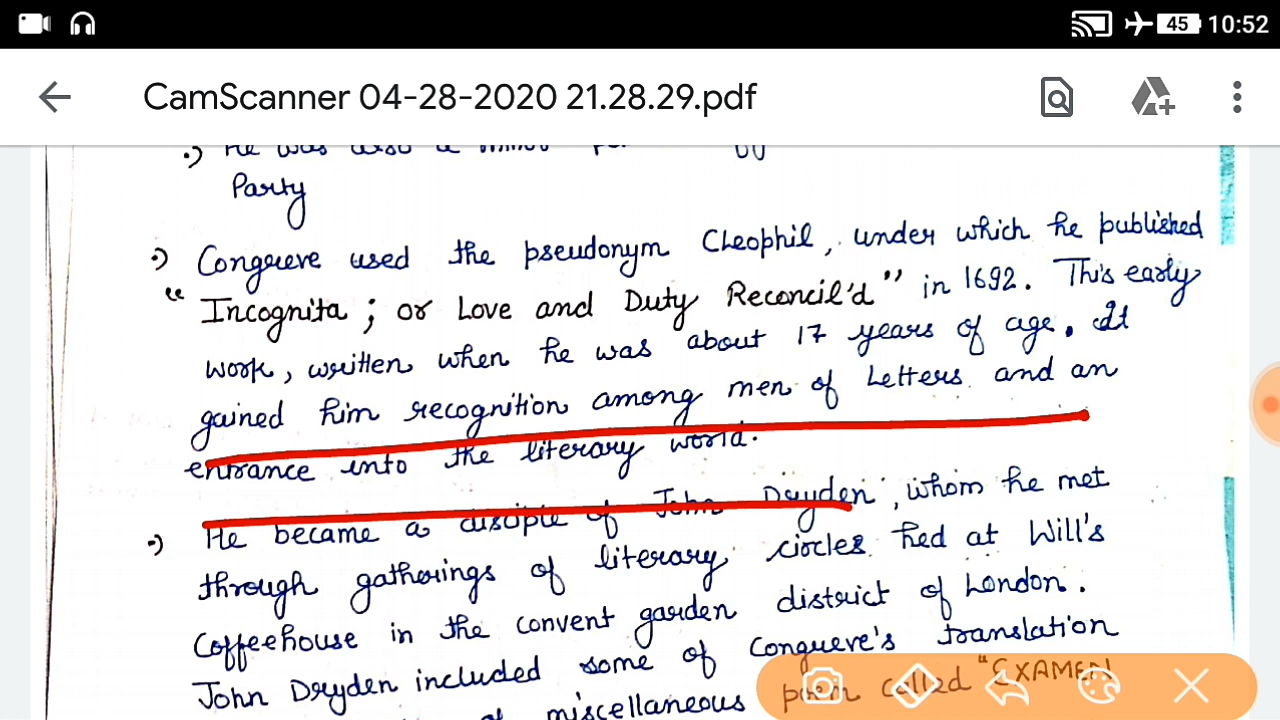 45 10:52
CamScanner 04-28-2020 21.28.29.pdf
.) He was also a
Party
.) Congreve used the pseudonym Cleophil, under which he published
"Incognita; or Love and Duty Reconcil'd" in 1692. This early
work, written when he was about 17 years of age. It
gained him recognition among men of Letters and an
entrance into the literary world.
.) He became a disciple of John Dryden, whom he met
through gatherings of literary circles hed at Will's
Coffeehouse in the convent garden district of London.
John Dryden included some of Congreve's translation
miscellaneous poem called "EXAMEN